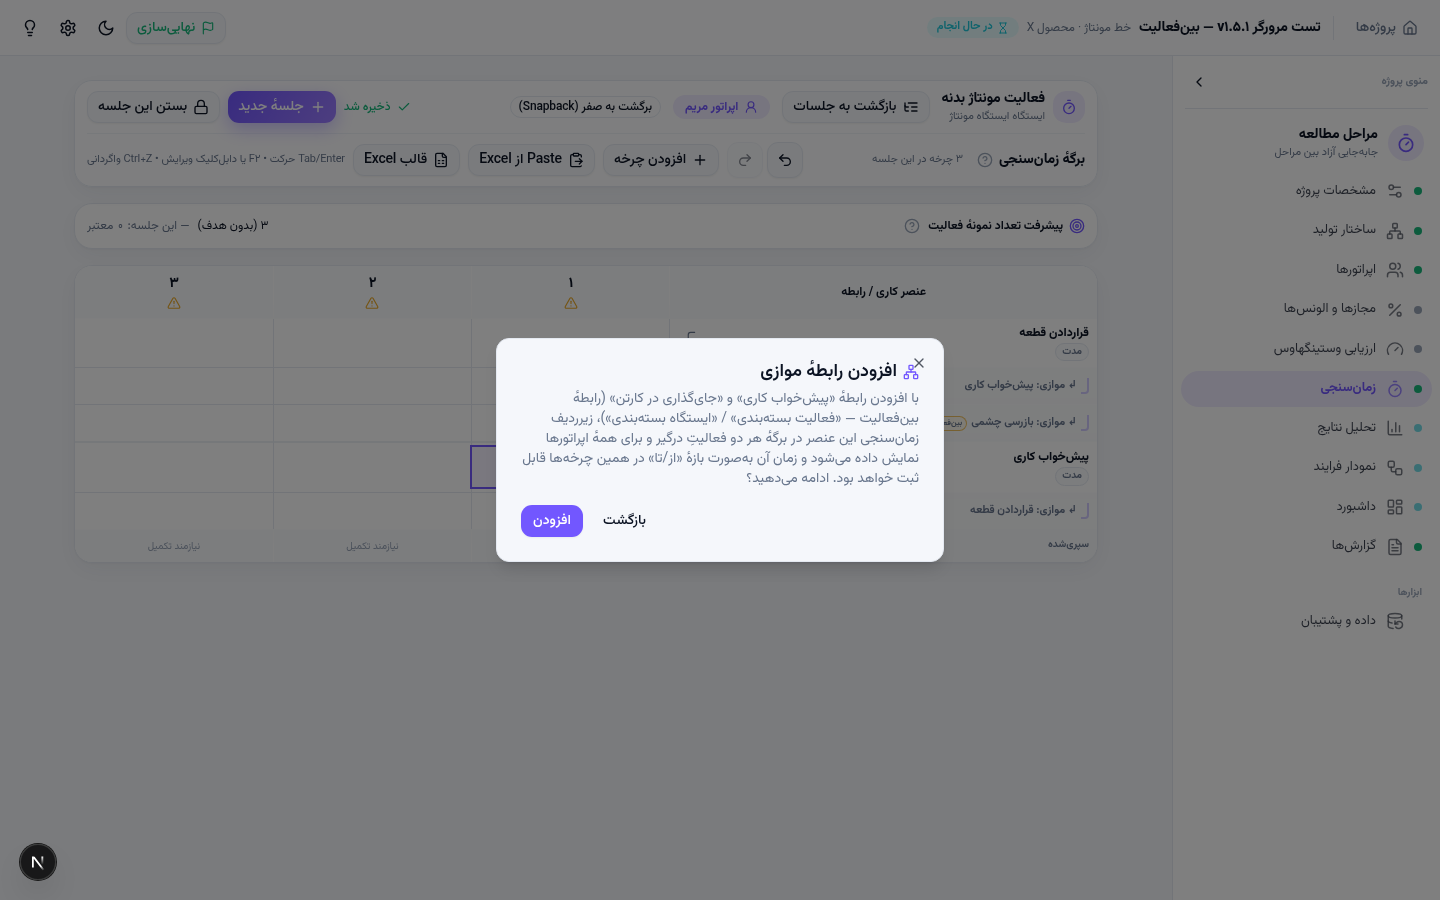 پروژه‌ها
تست مرورگر v1.5.1 — بین‌فعالیت
خط مونتاژ · محصول X
در حال انجام
نهایی‌سازی
منوی پروژه
مراحل مطالعه
جابه‌جایی آزاد بین مراحل
مشخصات پروژه
ساختار تولید
اپراتورها
مجازها و الونس‌ها
ارزیابی وستینگهاوس
زمان‌سنجی
تحلیل نتایج
نمودار فرایند
داشبورد
گزارش‌ها
ابزارها
داده و پشتیبان
فعالیت مونتاژ بدنه
ایستگاه ایستگاه مونتاژ
بازگشت به جلسات
اپراتور مریم
برگشت به صفر (Snapback)
ذخیره شد
جلسهٔ جدید
بستن این جلسه
برگهٔ زمان‌سنجی
۳ چرخه در این جلسه
افزودن چرخه
Paste از Excel
قالب Excel
Tab/Enter حرکت • F۲ یا دابل‌کلیک ویرایش • Ctrl+Z واگردانی
پیشرفت تعداد نمونهٔ فعالیت
۳ (بدون هدف) — این جلسه: ۰ معتبر
عنصر کاری / رابطه
۱
۲
۳
قراردادن قطعه
مدت
↲ موازی: پیش‌خواب کاری
↲ موازی: بازرسی چشمی
پیش‌خواب کاری
مدت
↲ موازی: قراردادن قطعه
سپری‌شده
نیازمند تکمیل
نیازمند تکمیل
افزودن رابطهٔ موازی
با افزودن رابطهٔ «پیش‌خواب کاری» و «جای‌گذاری در کارتن» (رابطهٔ
بین‌فعالیت — «فعالیت بسته‌بندی» / «ایستگاه بسته‌بندی»)، زیرردیف
زمان‌سنجی این عنصر در برگهٔ هر دو فعالیتِ درگیر و برای همهٔ اپراتورها
نمایش داده می‌شود و زمان آن به‌صورت بازهٔ «از/تا» در همین چرخه‌ها قابل
ثبت خواهد بود. ادامه می‌دهید؟
بازگشت
افزودن